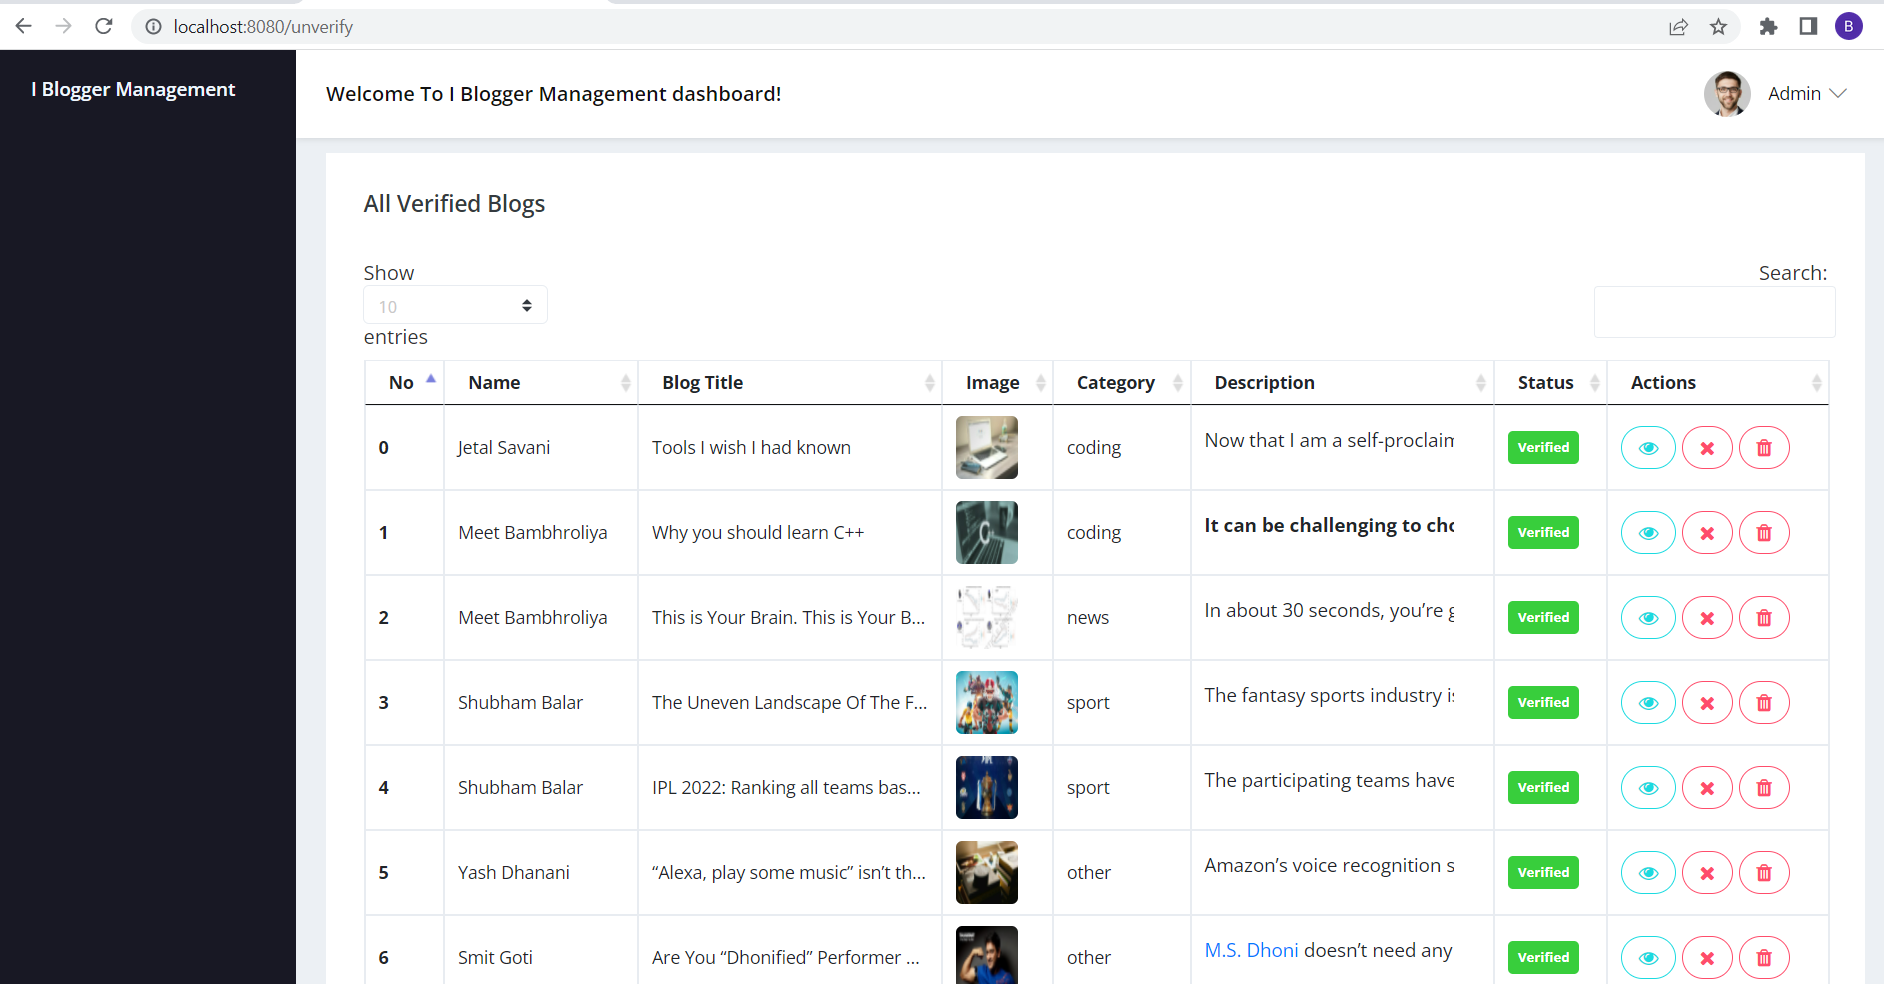 localhost:8080/unverify
B
I Blogger Management
Welcome To I Blogger Management dashboard!
Admin
All Verified Blogs
Show
Search:
10
entries
No Name Blog Title Image Category Description Status Actions
0 Jetal Savani Tools I wish I had known coding Now that I am a self-proclaim Verified
1 Meet Bambhroliya Why you should learn C++ coding It can be challenging to cho Verified
2 Meet Bambhroliya This is Your Brain. This is Your B... news In about 30 seconds, you’re g Verified
3 Shubham Balar The Uneven Landscape Of The F... sport The fantasy sports industry is Verified
4 Shubham Balar IPL 2022: Ranking all teams bas... sport The participating teams have Verified
5 Yash Dhanani “Alexa, play some music” isn’t th... other Amazon’s voice recognition s Verified
6 Smit Goti Are You “Dhonified” Performer ... other M.S. Dhoni doesn’t need any Verified